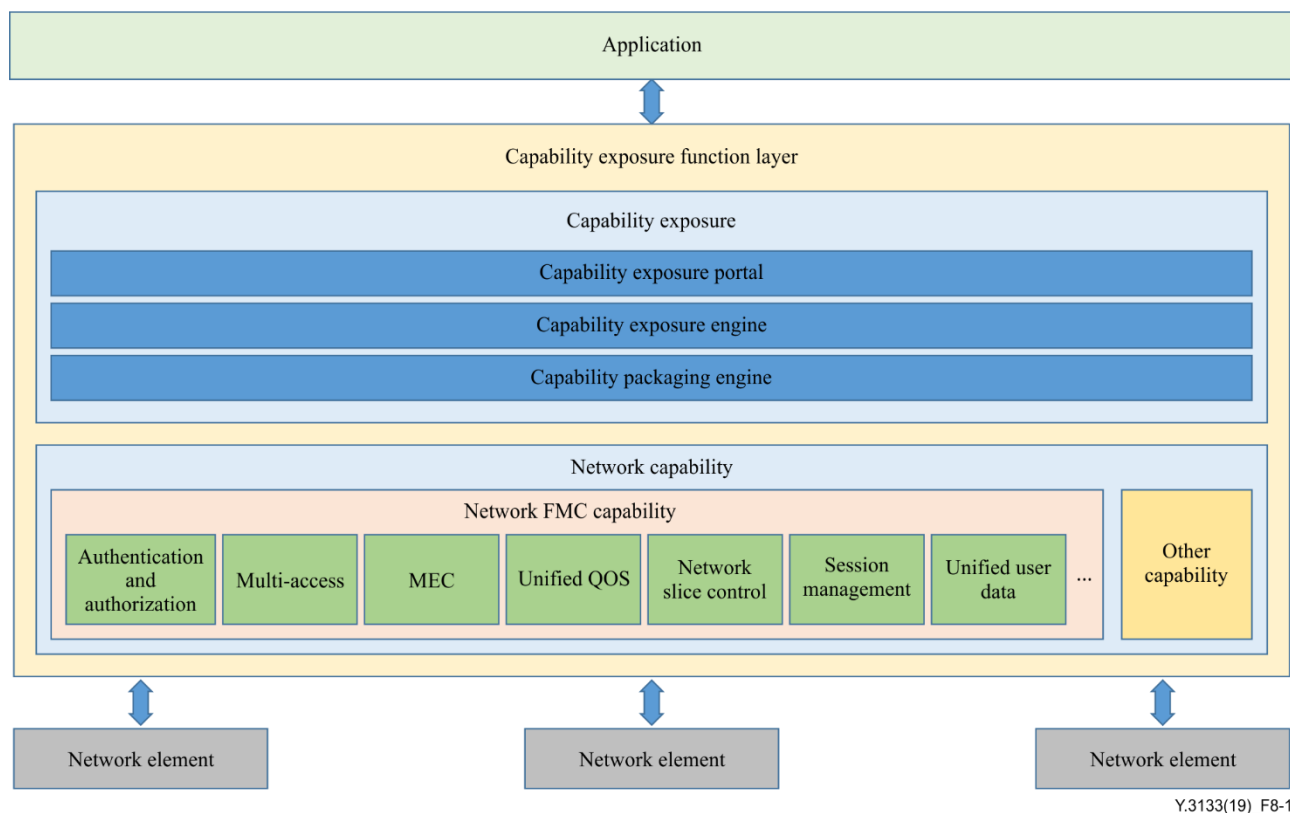 Application
Capability exposure function layer
Capability exposure
Capability exposure portal
Capability exposure engine
Capability packaging engine
Network capability
Network FMC capability
Authentication
and
authorization
Multi-access
MEC
Unified QOS
Network
slice control
Session
management
Unified user
data
...
Other
capability
Network element
Network element
Network element
Y.3133(19)_F8-1